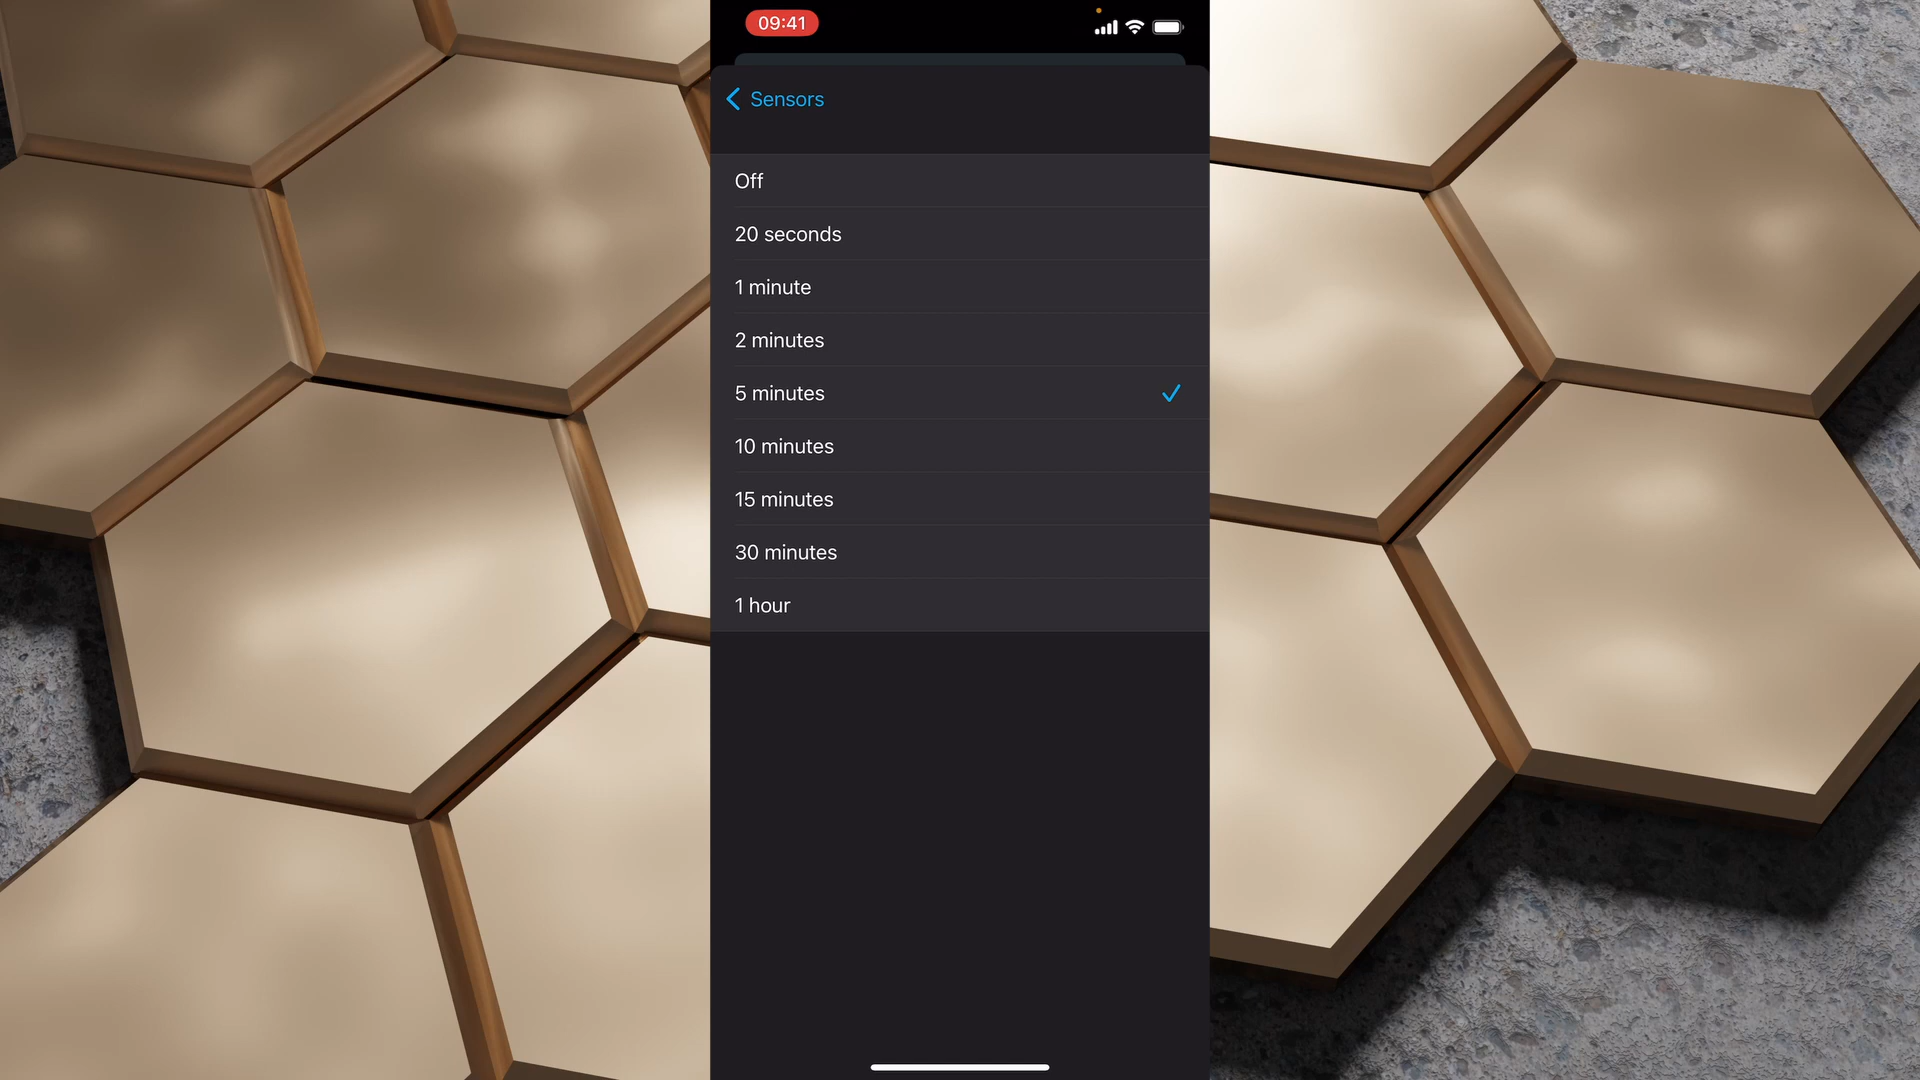 09:41
Sensors
Off
20 seconds
1 minute
2 minutes
5 minutes
10 minutes
15 minutes
30 minutes
1 hour